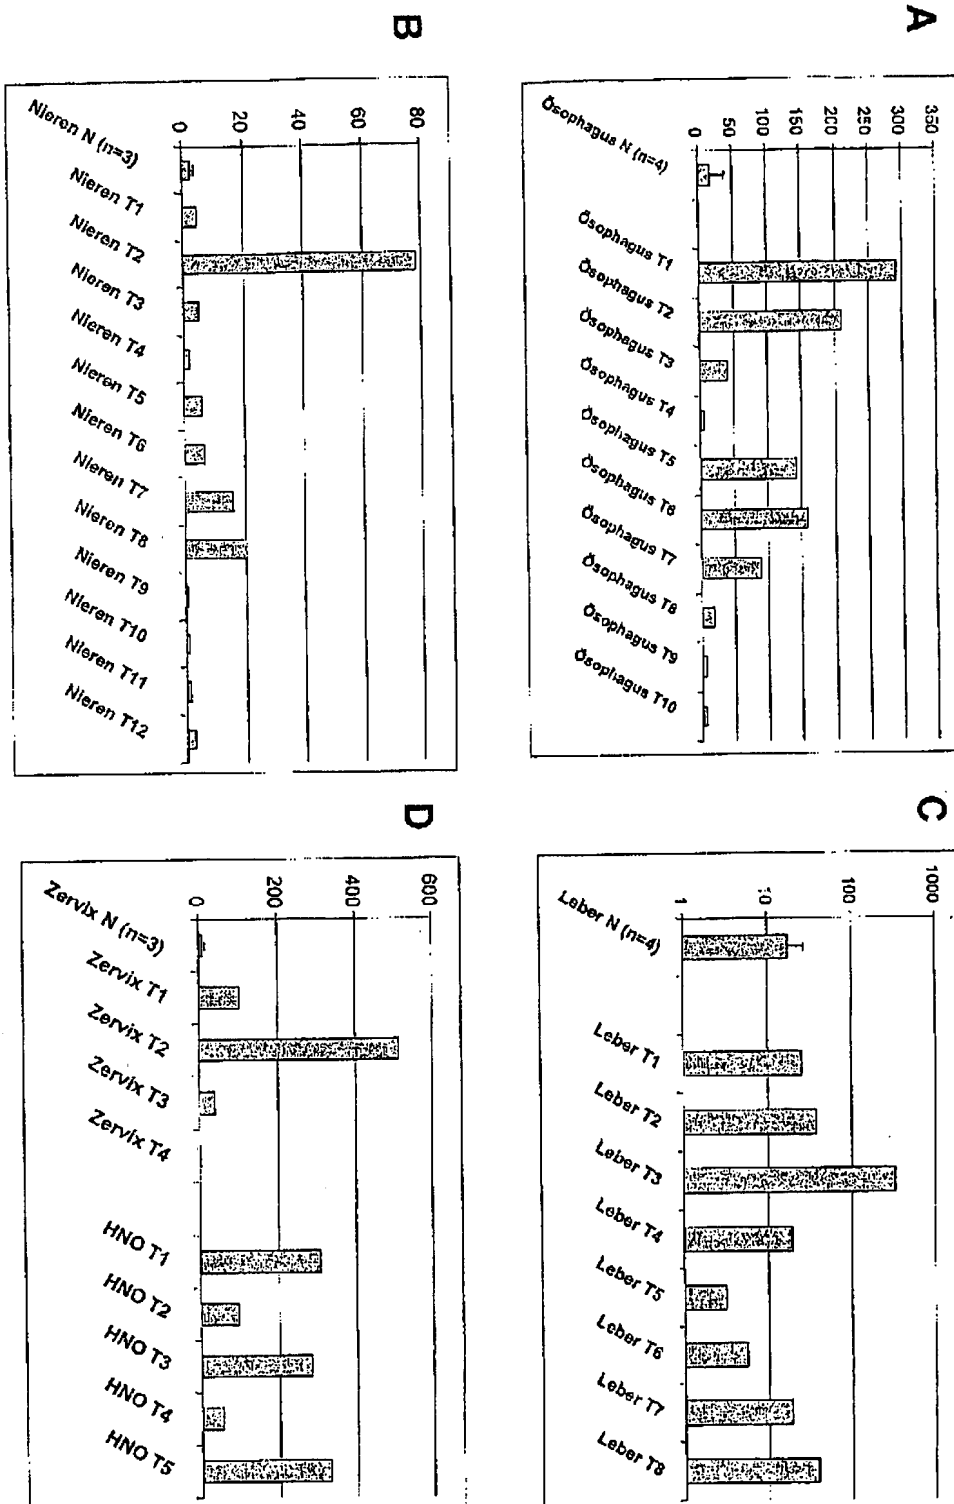 A
350
300
250
200
150
100
50
0
Ösophagus N (n=4)
Ösophagus T1
Ösophagus T2
Ösophagus T3
Ösophagus T4
Ösophagus T5
Ösophagus T6
Ösophagus T7
Ösophagus T8
Ösophagus T9
Ösophagus T10
B
80
60
40
20
0
Nieren N (n=3)
Nieren T1
Nieren T2
Nieren T3
Nieren T4
Nieren T5
Nieren T6
Nieren T7
Nieren T8
Nieren T9
Nieren T10
Nieren T11
Nieren T12
C
1000
100
10
1
Leber N (n=4)
Leber T1
Leber T2
Leber T3
Leber T4
Leber T5
Leber T6
Leber T7
Leber T8
D
600
400
200
0
Zervix N (n=3)
Zervix T1
Zervix T2
Zervix T3
Zervix T4
HNO T1
HNO T2
HNO T3
HNO T4
HNO T5